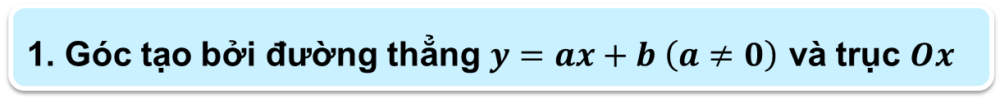 1. Góc tạo bởi đường thẳng y = ax + b (a ≠ 0) và trục Ox